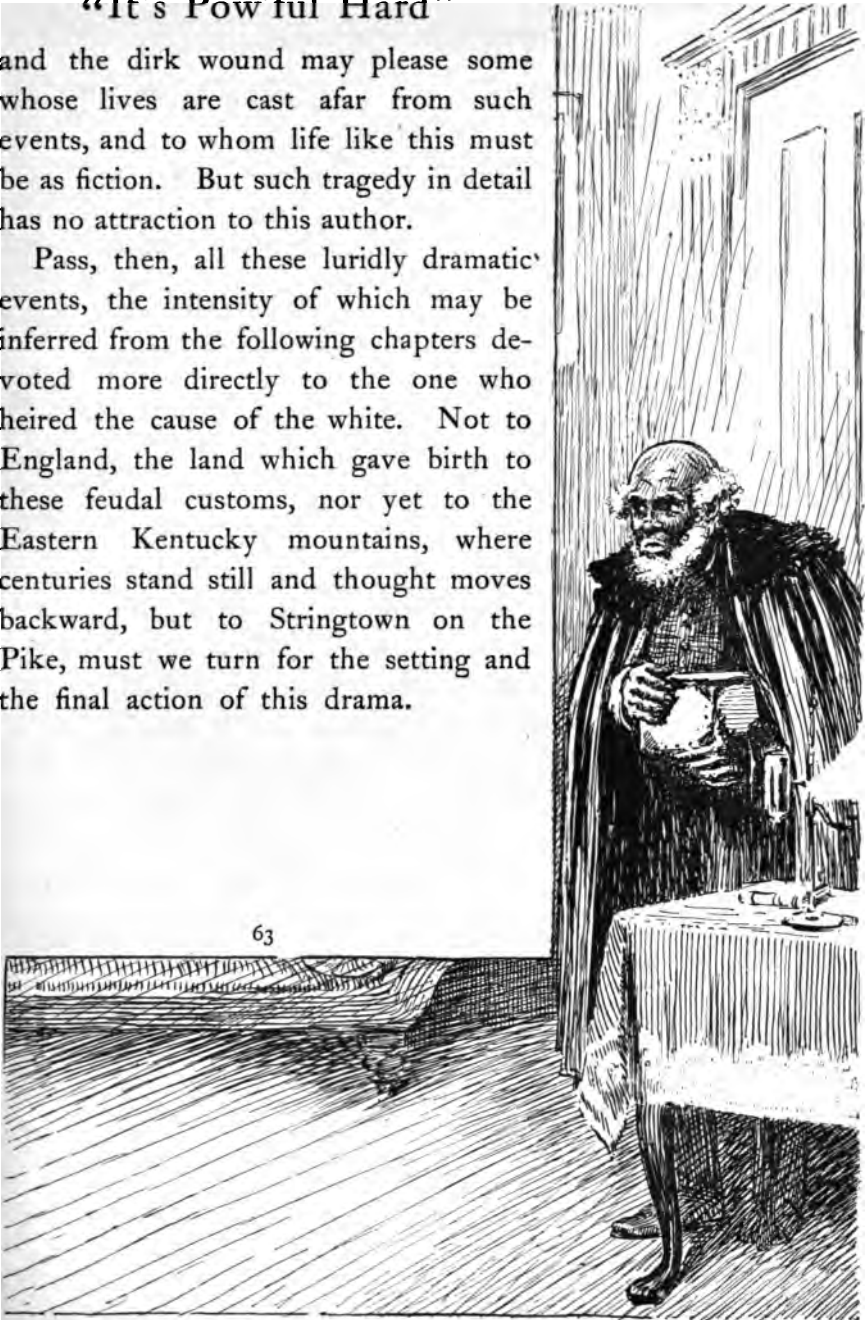 “It's Pow'ful Hard”
and the dirk wound may please some
whose lives are cast afar from such
events, and to whom life like this must
be as fiction. But such tragedy in detail
has no attraction to this author.
Pass, then, all these luridly dramatic
events, the intensity of which may be
inferred from the following chapters de-
voted more directly to the one who
heired the cause of the white. Not to
England, the land which gave birth to
these feudal customs, nor yet to the
Eastern Kentucky mountains, where
centuries stand still and thought moves
backward, but to Stringtown on the
Pike, must we turn for the setting and
the final action of this drama.
63